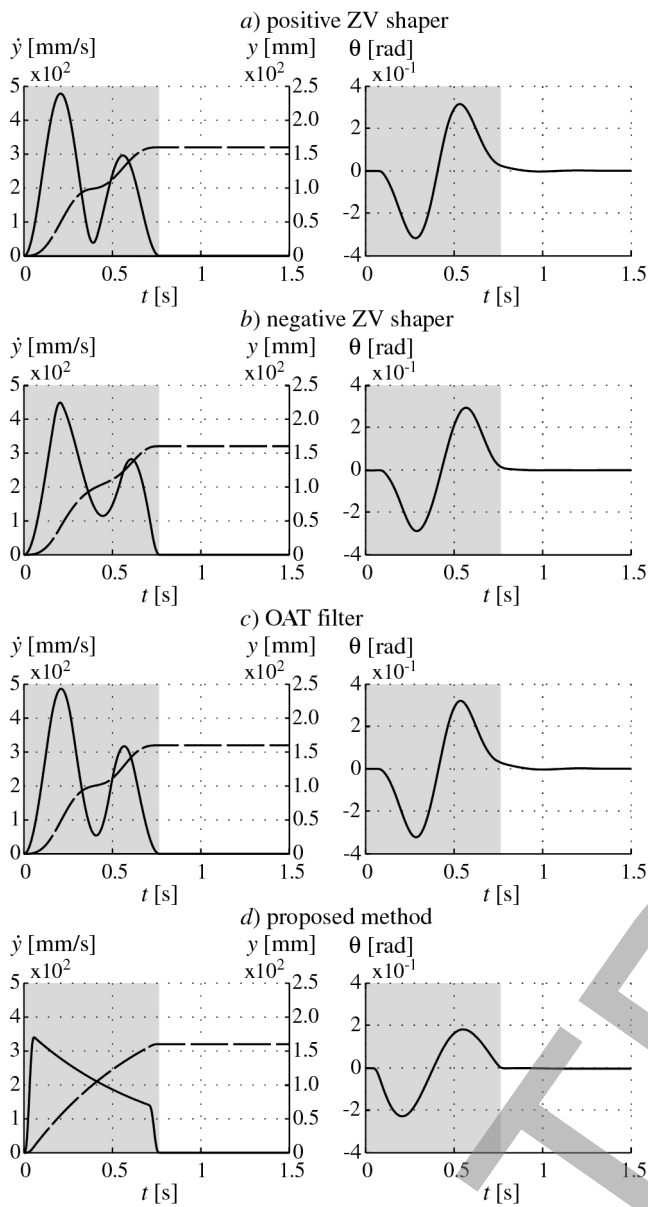 a) positive ZV shaper
ẏ [mm/s] y [mm] θ [rad]
x10² x10² x10⁻¹
5 2.5 4
4 2.0 2
3 1.5 0
2 1.0 -2
1 0.5 -4
0 0
0 0.5 1 1.5 0 0.5 1 1.5
t [s] t [s]
b) negative ZV shaper
ẏ [mm/s] y [mm] θ [rad]
x10² x10² x10⁻¹
5 2.5 4
4 2.0 2
3 1.5 0
2 1.0 -2
1 0.5 -4
0 0
0 0.5 1 1.5 0 0.5 1 1.5
t [s] t [s]
c) OAT filter
ẏ [mm/s] y [mm] θ [rad]
x10² x10² x10⁻¹
5 2.5 4
4 2.0 2
3 1.5 0
2 1.0 -2
1 0.5 -4
0 0
0 0.5 1 1.5 0 0.5 1 1.5
t [s] t [s]
d) proposed method
ẏ [mm/s] y [mm] θ [rad]
x10² x10² x10⁻¹
5 2.5 4
4 2.0 2
3 1.5 0
2 1.0 -2
1 0.5 -4
0 0
0 0.5 1 1.5 0 0.5 1 1.5
t [s] t [s]